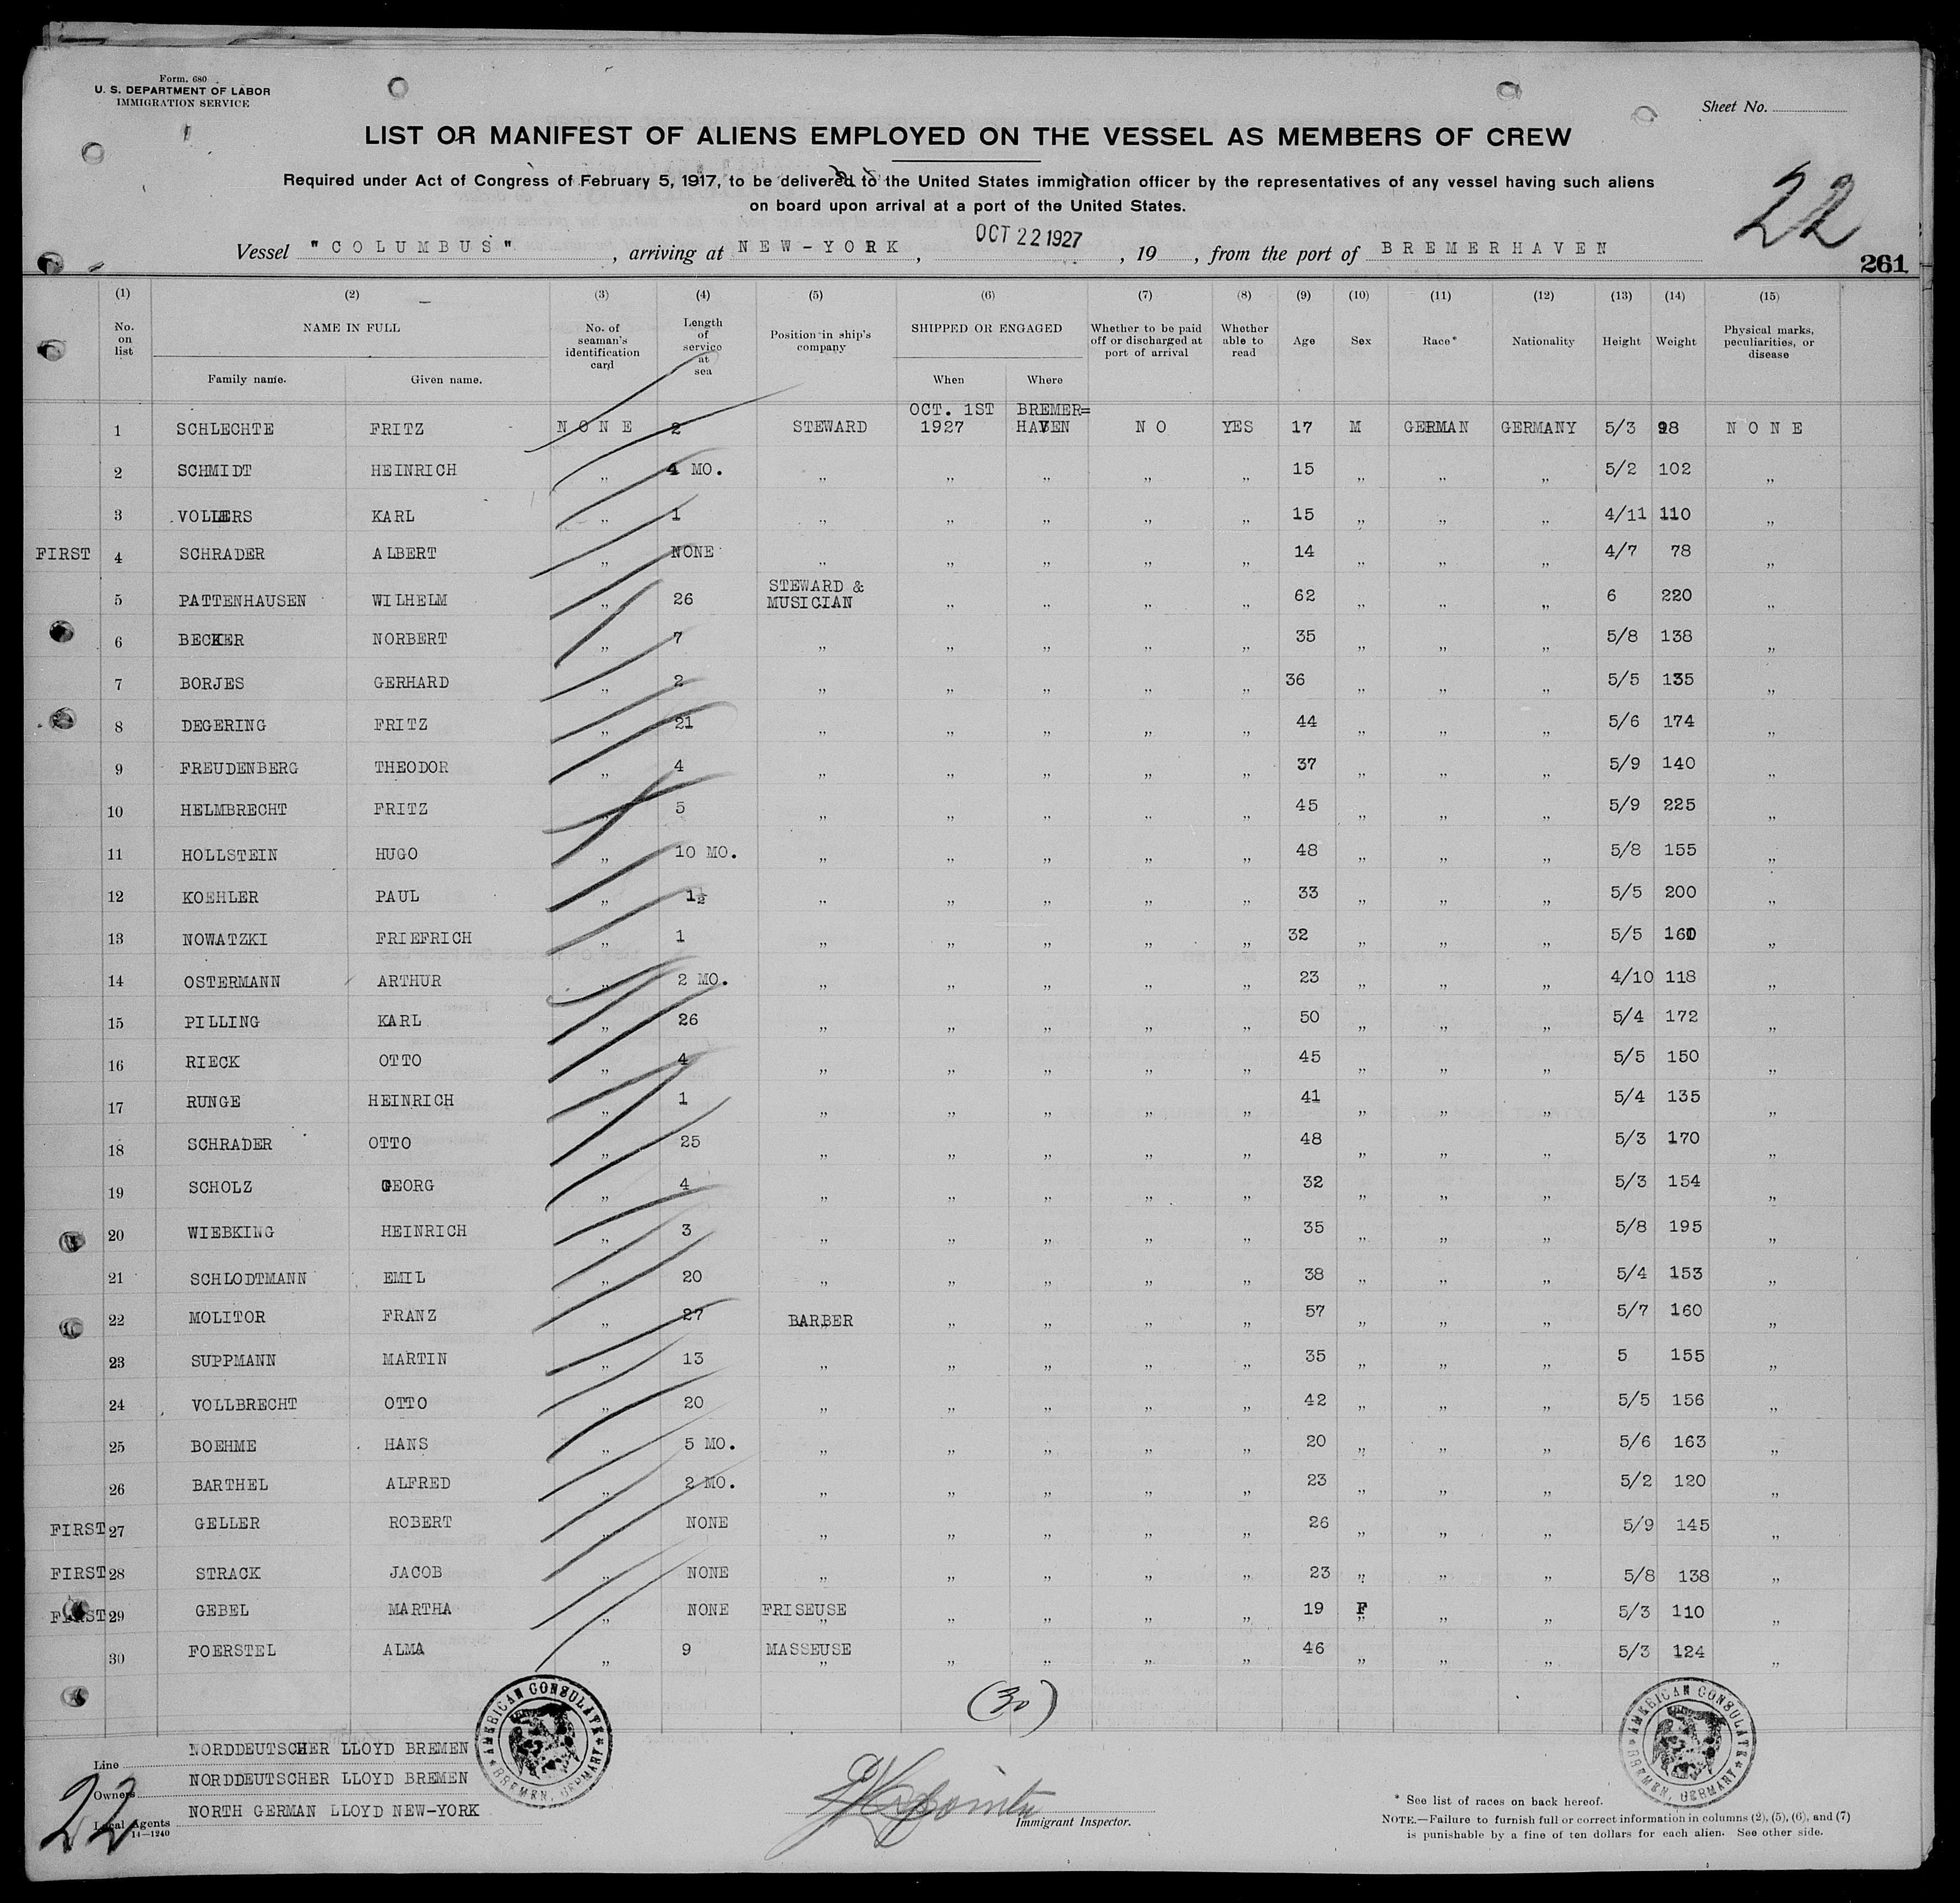 Form. 680
U. S. DEPARTMENT OF LABOR
IMMIGRATION SERVICE
Sheet No.
LIST OR MANIFEST OF ALIENS EMPLOYED ON THE VESSEL AS MEMBERS OF CREW
Required under Act of Congress of February 5, 1917, to be delivered to the United States immigration officer by the representatives of any vessel having such aliens
on board upon arrival at a port of the United States.
22
Vessel "COLUMBUS", arriving at NEW-YORK, OCT 22 1927, 19 , from the port of BREMERHAVEN
261
(1) (2) (3) (4) (5) (6) (7) (8) (9) (10) (11) (12) (13) (14) (15)
No. on list NAME IN FULL Family name. Given name. No. of seaman's identification card Length of service at sea Position in ship's company SHIPPED OR ENGAGED When Where Whether to be paid off or discharged at port of arrival Whether able to read Age Sex Race* Nationality Height Weight Physical marks, peculiarities, or disease
1 SCHLECHTE FRITZ NONE 2 STEWARD OCT. 1ST 1927 BREMER=HAVEN NO YES 17 M GERMAN GERMANY 5/3 98 NONE
2 SCHMIDT HEINRICH „ 4 MO. „ „ „ „ „ 15 „ „ „ 5/2 102 „
3 VOLLERS KARL „ 1 „ „ „ „ „ 15 „ „ „ 4/11 110 „
FIRST 4 SCHRADER ALBERT „ NONE „ „ „ „ „ 14 „ „ „ 4/7 78 „
5 PATTENHAUSEN WILHELM „ 26 STEWARD & MUSICIAN „ „ „ „ 62 „ „ „ 6 220 „
6 BECKER NORBERT „ 7 „ „ „ „ „ 35 „ „ „ 5/8 138 „
7 BORJES GERHARD „ 2 „ „ „ „ „ 36 „ „ „ 5/5 135 „
8 DEGERING FRITZ „ 21 „ „ „ „ „ 44 „ „ „ 5/6 174 „
9 FREUDENBERG THEODOR „ 4 „ „ „ „ „ 37 „ „ „ 5/9 140 „
10 HELMBRECHT FRITZ „ 5 „ „ „ „ „ 45 „ „ „ 5/9 225 „
11 HOLLSTEIN HUGO „ 10 MO. „ „ „ „ „ 48 „ „ „ 5/8 155 „
12 KOEHLER PAUL „ 1½ „ „ „ „ „ 33 „ „ „ 5/5 200 „
13 NOWATZKI FRIEFRICH „ 1 „ „ „ „ „ 32 „ „ „ 5/5 160 „
14 OSTERMANN ARTHUR „ 2 MO. „ „ „ „ „ 23 „ „ „ 4/10 118 „
15 PILLING KARL „ 26 „ „ „ „ „ 50 „ „ „ 5/4 172 „
16 RIECK OTTO „ 4 „ „ „ „ „ 45 „ „ „ 5/5 150 „
17 RUNGE HEINRICH „ 1 „ „ „ „ „ 41 „ „ „ 5/4 135 „
18 SCHRADER OTTO „ 25 „ „ „ „ „ 48 „ „ „ 5/3 170 „
19 SCHOLZ GEORG „ 4 „ „ „ „ „ 32 „ „ „ 5/3 154 „
20 WIEBKING HEINRICH „ 3 „ „ „ „ „ 35 „ „ „ 5/8 195 „
21 SCHLODTMANN EMIL „ 20 „ „ „ „ „ 38 „ „ „ 5/4 153 „
22 MOLITOR FRANZ „ 27 BARBER „ „ „ „ 57 „ „ „ 5/7 160 „
23 SUPPMANN MARTIN „ 13 „ „ „ „ „ 35 „ „ „ 5 155 „
24 VOLLBRECHT OTTO „ 20 „ „ „ „ „ 42 „ „ „ 5/5 156 „
25 BOEHME HANS „ 5 MO. „ „ „ „ „ 20 „ „ „ 5/6 163 „
26 BARTHEL ALFRED „ 2 MO. „ „ „ „ „ 23 „ „ „ 5/2 120 „
FIRST 27 GELLER ROBERT „ NONE „ „ „ „ „ 26 „ „ „ 5/9 145 „
FIRST 28 STRACK JACOB „ NONE „ „ „ „ „ 23 „ „ „ 5/8 138 „
FIRST 29 GEBEL MARTHA „ NONE FRISEUSE „ „ „ „ 19 F „ „ 5/3 110 „
30 FOERSTEL ALMA „ 9 MASSEUSE „ „ „ „ 46 „ „ „ 5/3 124 „
(30)
AMERICAN CONSULATE BREMEN, GERMANY
AMERICAN CONSULATE BREMEN, GERMANY
Line NORDDEUTSCHER LLOYD BREMEN
Owners NORDDEUTSCHER LLOYD BREMEN
Local Agents NORTH GERMAN LLOYD NEW-YORK
14—1240
22
Immigrant Inspector.
* See list of races on back hereof.
NOTE.—Failure to furnish full or correct information in columns (2), (5), (6), and (7)
is punishable by a fine of ten dollars for each alien. See other side.